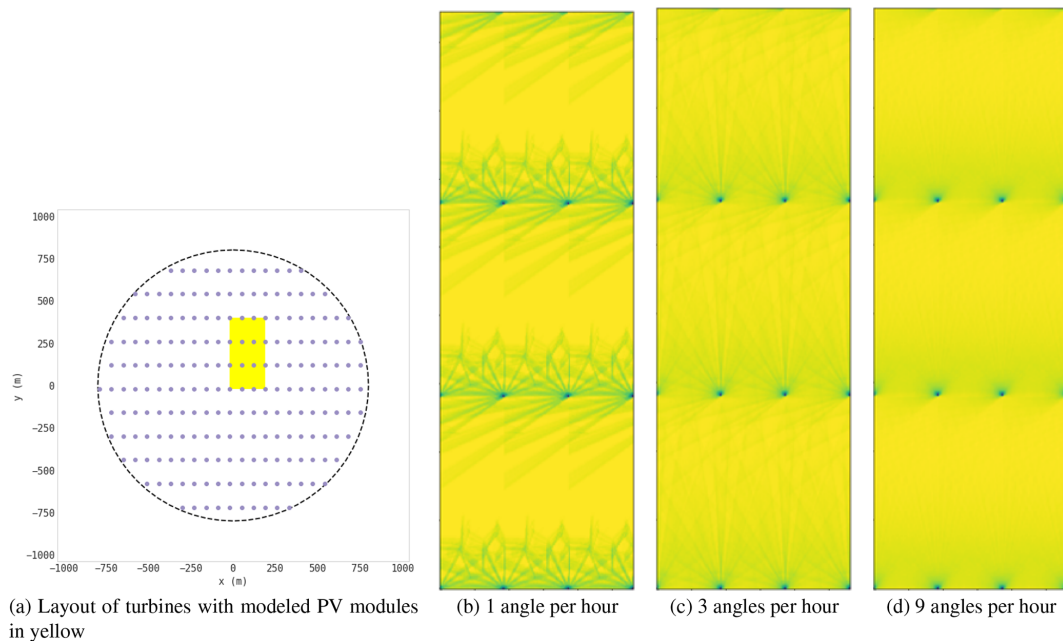 1000
750
500
250
0
−250
−500
−750
−1000
y (m)
−1000 −750 −500 −250 0 250 500 750 1000
x (m)
(a) Layout of turbines with modeled PV modules
in yellow
(b) 1 angle per hour
(c) 3 angles per hour
(d) 9 angles per hour